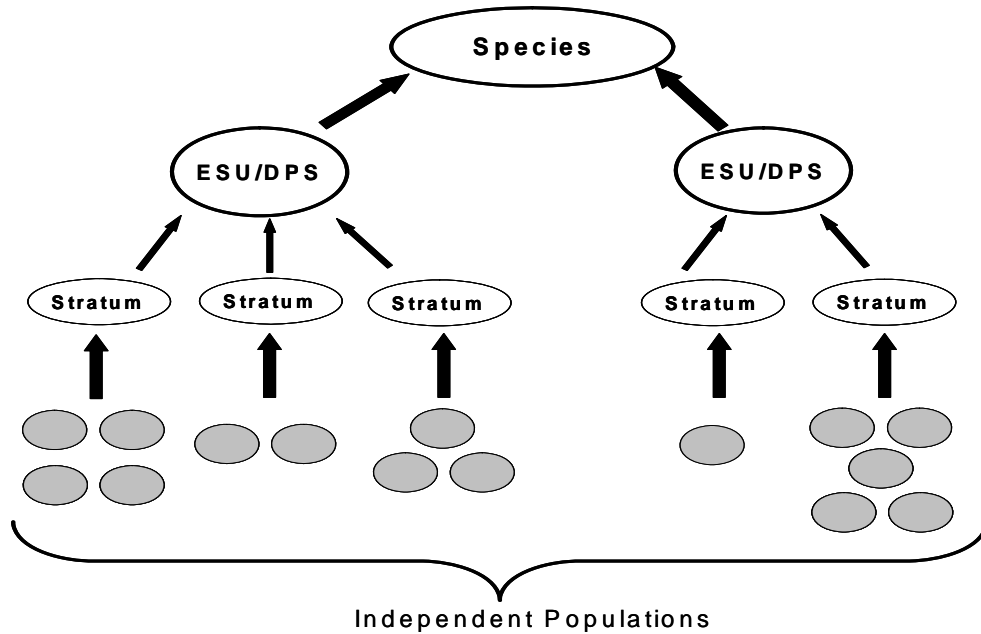 Species
ESU/DPS
ESU/DPS
Stratum
Stratum
Stratum
Stratum
Stratum
Independent Populations